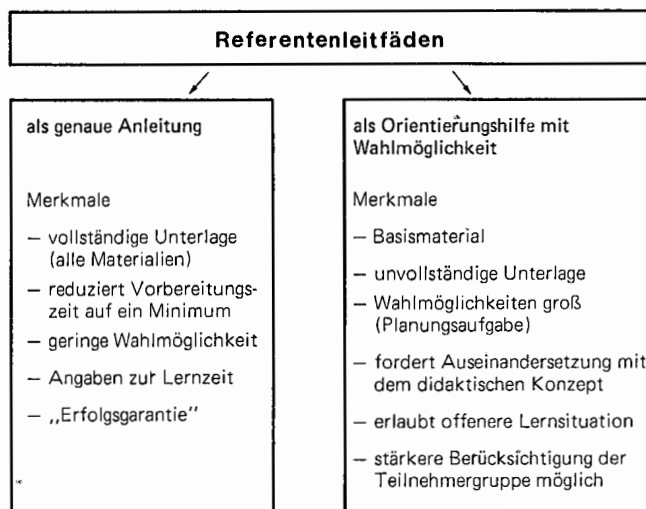 Referentenleitfäden
als genaue Anleitung
Merkmale
— vollständige Unterlage
(alle Materialien)
— reduziert Vorbereitungs-
zeit auf ein Minimum
— geringe Wahlmöglichkeit
— Angaben zur Lernzeit
— „Erfolgsgarantie"
als Orientierungshilfe mit
Wahlmöglichkeit
Merkmale
— Basismaterial
— unvollständige Unterlage
— Wahlmöglichkeiten groß
(Planungsaufgabe)
— fordert Auseinandersetzung mit
dem didaktischen Konzept
— erlaubt offenere Lernsituation
— stärkere Berücksichtigung der
Teilnehmergruppe möglich